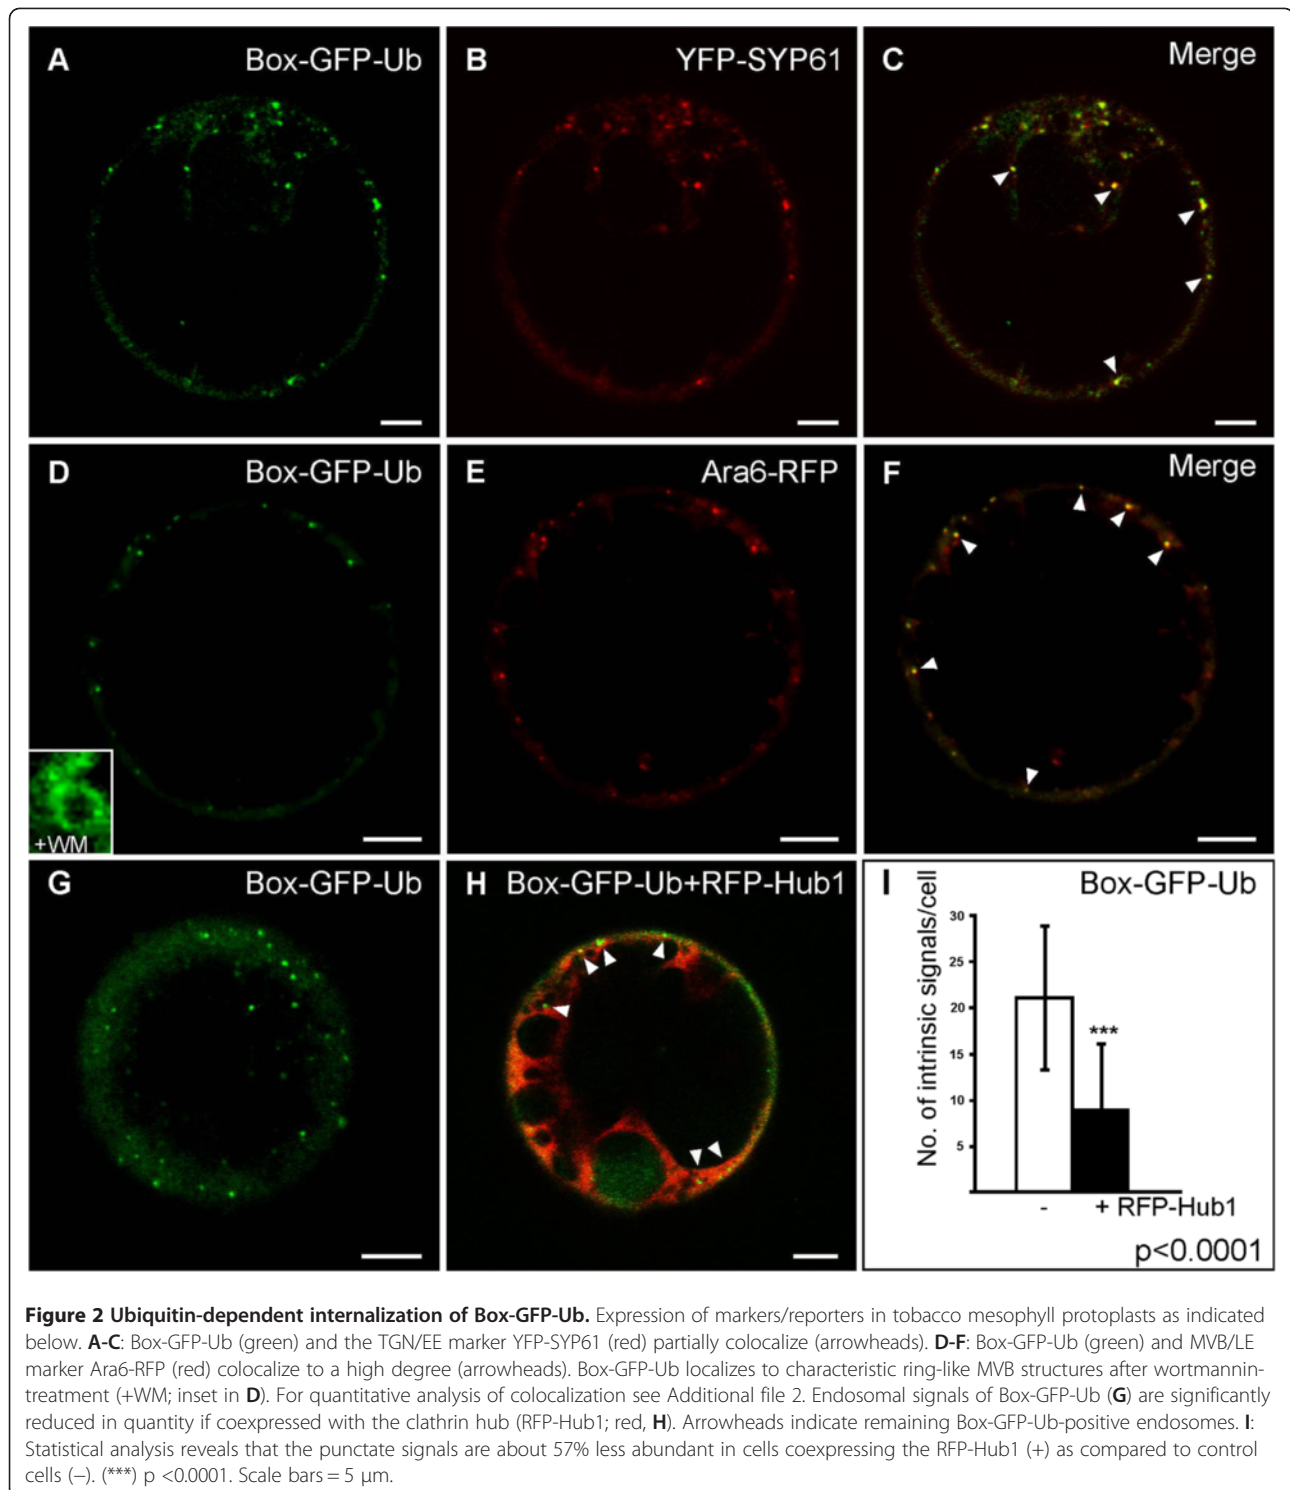 A Box-GFP-Ub
B YFP-SYP61
C Merge
D Box-GFP-Ub
+WM
E Ara6-RFP
F Merge
G Box-GFP-Ub
H Box-GFP-Ub+RFP-Hub1
I Box-GFP-Ub
No. of intrinsic signals/cell
30
25
20
15
10
5
***
- + RFP-Hub1
p<0.0001
Figure 2 Ubiquitin-dependent internalization of Box-GFP-Ub. Expression of markers/reporters in tobacco mesophyll protoplasts as indicated
below. A-C: Box-GFP-Ub (green) and the TGN/EE marker YFP-SYP61 (red) partially colocalize (arrowheads). D-F: Box-GFP-Ub (green) and MVB/LE
marker Ara6-RFP (red) colocalize to a high degree (arrowheads). Box-GFP-Ub localizes to characteristic ring-like MVB structures after wortmannin-
treatment (+WM; inset in D). For quantitative analysis of colocalization see Additional file 2. Endosomal signals of Box-GFP-Ub (G) are significantly
reduced in quantity if coexpressed with the clathrin hub (RFP-Hub1; red, H). Arrowheads indicate remaining Box-GFP-Ub-positive endosomes. I:
Statistical analysis reveals that the punctate signals are about 57% less abundant in cells coexpressing the RFP-Hub1 (+) as compared to control
cells (–). (***) p <0.0001. Scale bars = 5 μm.